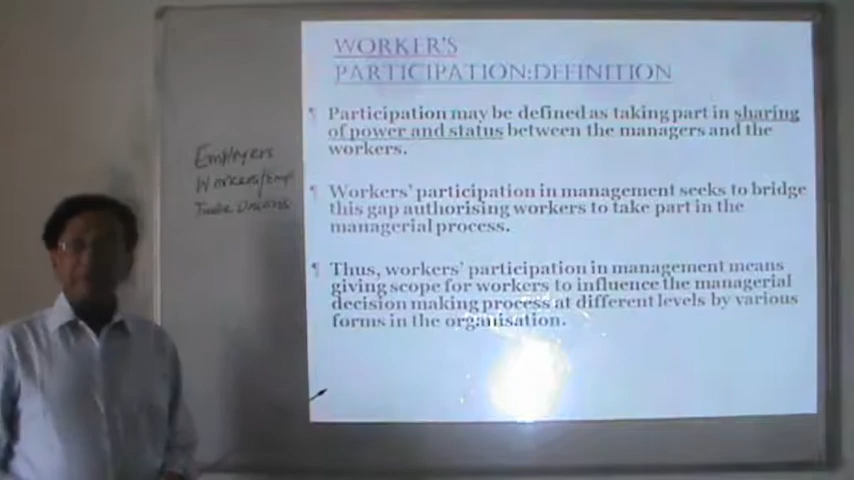 WORKER'S
PARTICIPATION:DEFINITION
Participation may be defined as taking part in sharing
of power and status between the managers and the
workers.
Workers' participation in management seeks to bridge
this gap authorising workers to take part in the
managerial process.
Thus, workers' participation in management means
giving scope for workers to influence the managerial
decision making process at different levels by various
forms in the organisation.
Employers
Workers/Empl
Trade Unions